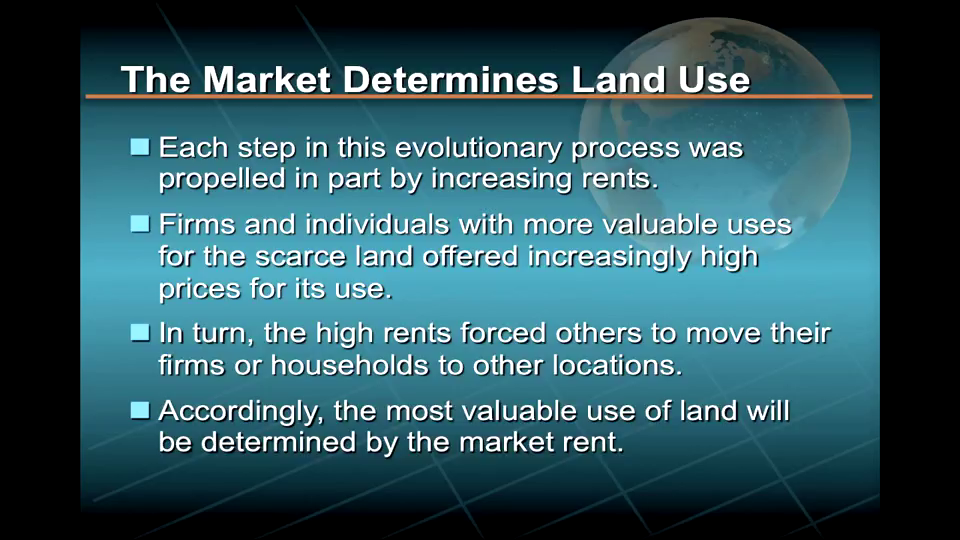 The Market Determines Land Use
Each step in this evolutionary process was
propelled in part by increasing rents.
Firms and individuals with more valuable uses
for the scarce land offered increasingly high
prices for its use.
In turn, the high rents forced others to move their
firms or households to other locations.
Accordingly, the most valuable use of land will
be determined by the market rent.